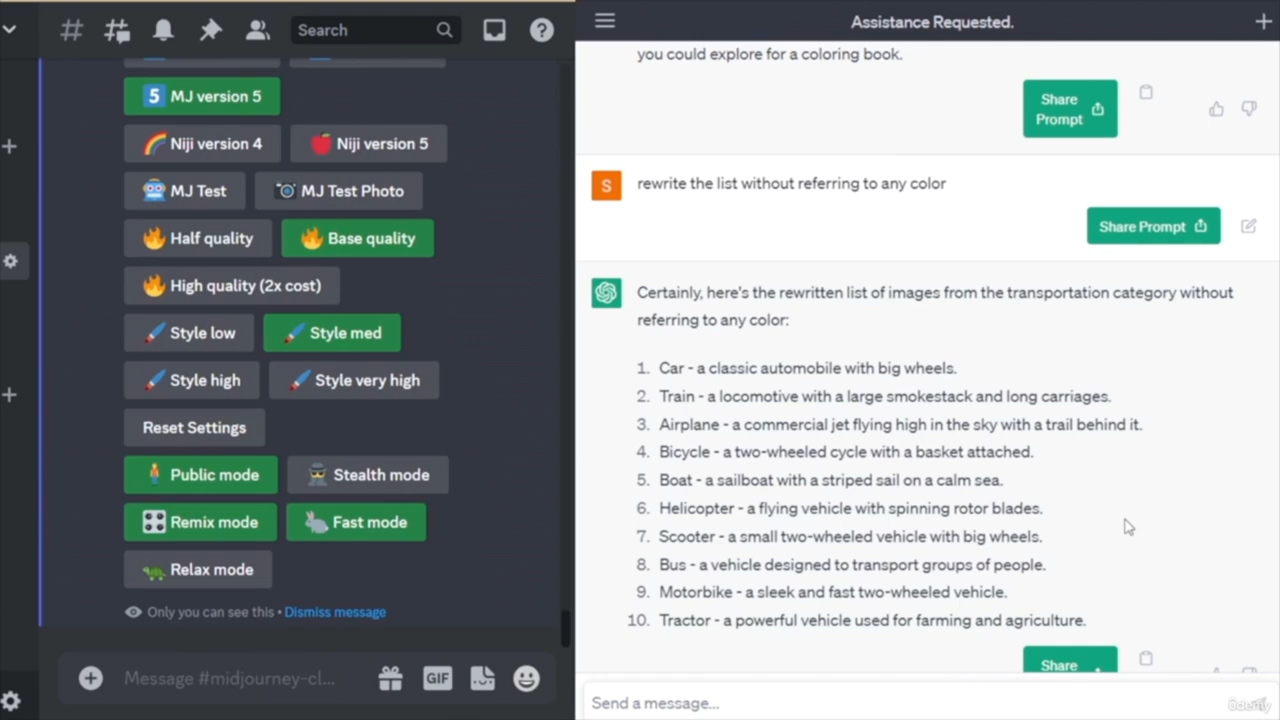 Search
5 MJ version 5
Niji version 4
Niji version 5
MJ Test
MJ Test Photo
Half quality
Base quality
High quality (2x cost)
Style low
Style med
Style high
Style very high
Reset Settings
Public mode
Stealth mode
Remix mode
Fast mode
Relax mode
Only you can see this • Dismiss message
Message #midjourney-cl...
GIF
Assistance Requested.
you could explore for a coloring book.
Share
Prompt
S
rewrite the list without referring to any color
Share Prompt
Certainly, here's the rewritten list of images from the transportation category without
referring to any color:
1. Car - a classic automobile with big wheels.
2. Train - a locomotive with a large smokestack and long carriages.
3. Airplane - a commercial jet flying high in the sky with a trail behind it.
4. Bicycle - a two-wheeled cycle with a basket attached.
5. Boat - a sailboat with a striped sail on a calm sea.
6. Helicopter - a flying vehicle with spinning rotor blades.
7. Scooter - a small two-wheeled vehicle with big wheels.
8. Bus - a vehicle designed to transport groups of people.
9. Motorbike - a sleek and fast two-wheeled vehicle.
10. Tractor - a powerful vehicle used for farming and agriculture.
Share
Send a message...
ûdemy